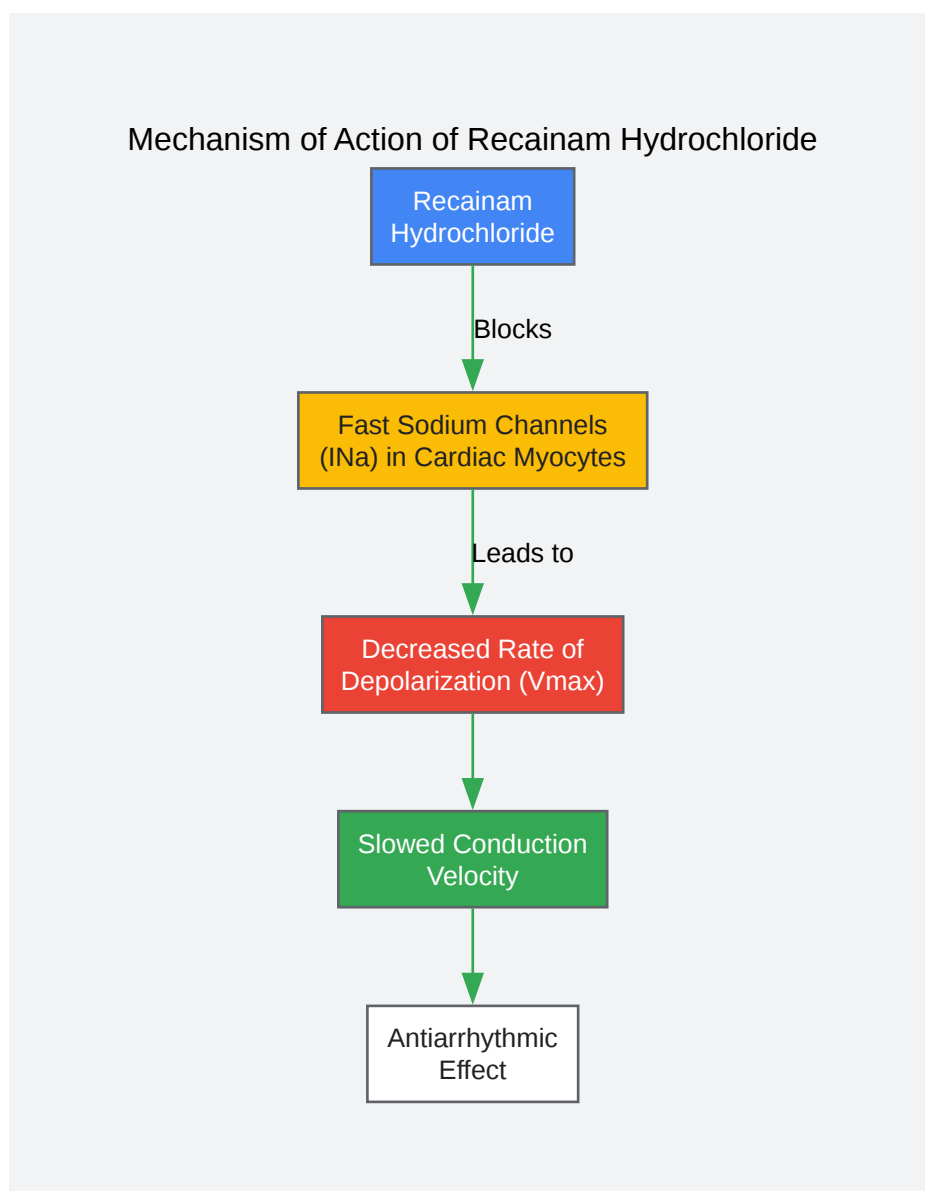 Mechanism of Action of Recainam Hydrochloride
Recainam
Hydrochloride
Blocks
Fast Sodium Channels
(INa) in Cardiac Myocytes
Leads to
Decreased Rate of
Depolarization (Vmax)
Slowed Conduction
Velocity
Antiarrhythmic
Effect